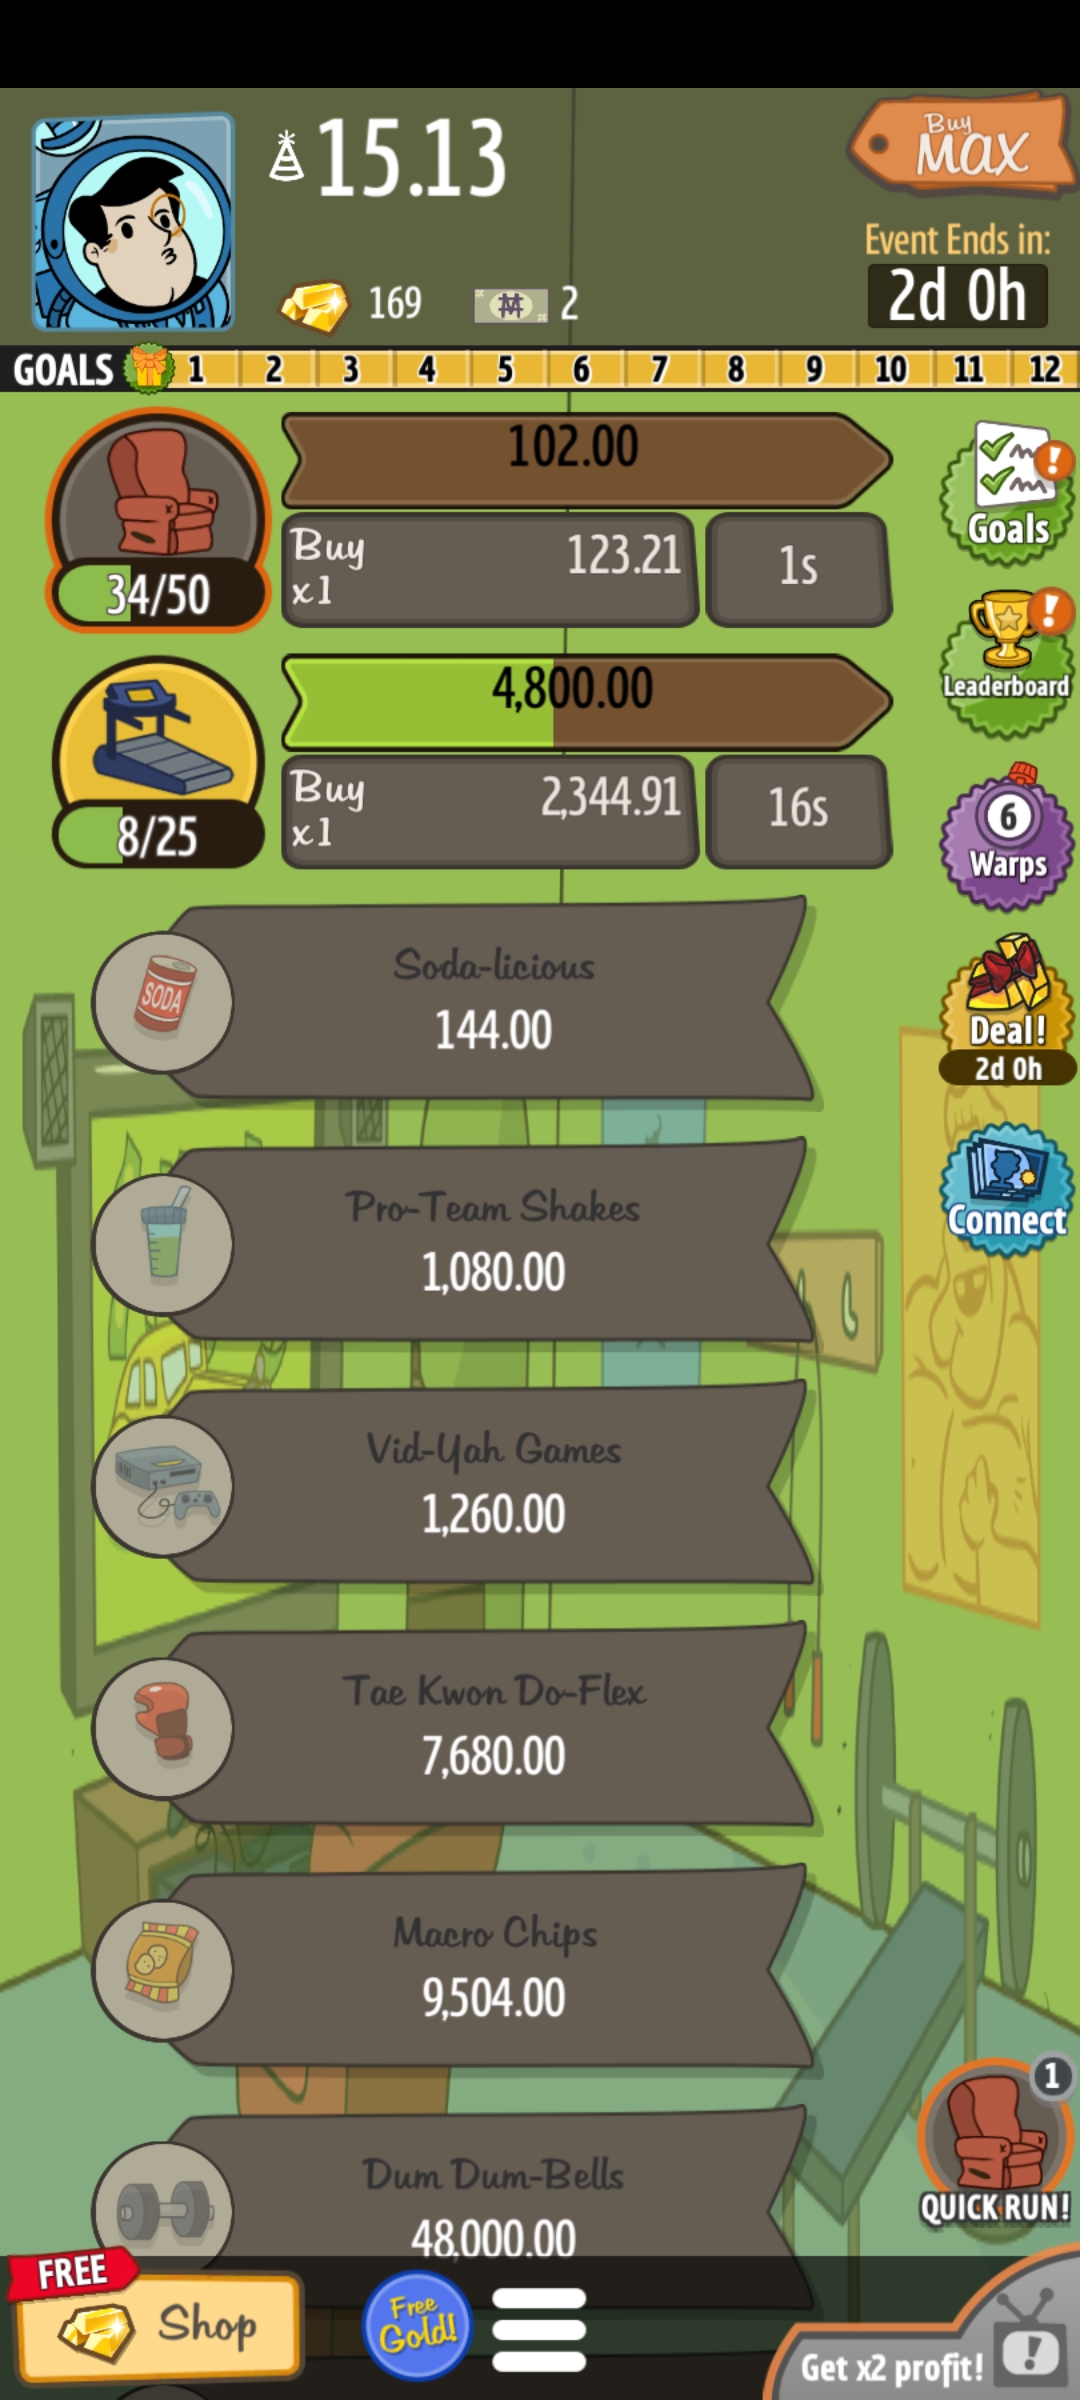 15.13
Buy
MAX
169
2
Event Ends in:
2d 0h
GOALS 1 2 3 4 5 6 7 8 9 10 11 12
102.00
Buy
x1
123.21
1s
34/50
Goals
Leaderboard
4,800.00
Buy
x1
2,344.91
16s
8/25
6
Warps
Soda-licious
144.00
SODA
Deal!
2d 0h
Pro-Team Shakes
1,080.00
Connect
Vid-Yah Games
1,260.00
Tae Kwon Do-Flex
7,680.00
Macro Chips
9,504.00
1
QUICK RUN!
Dum Dum-Bells
48,000.00
FREE
Shop
Free
Gold!
Get x2 profit!